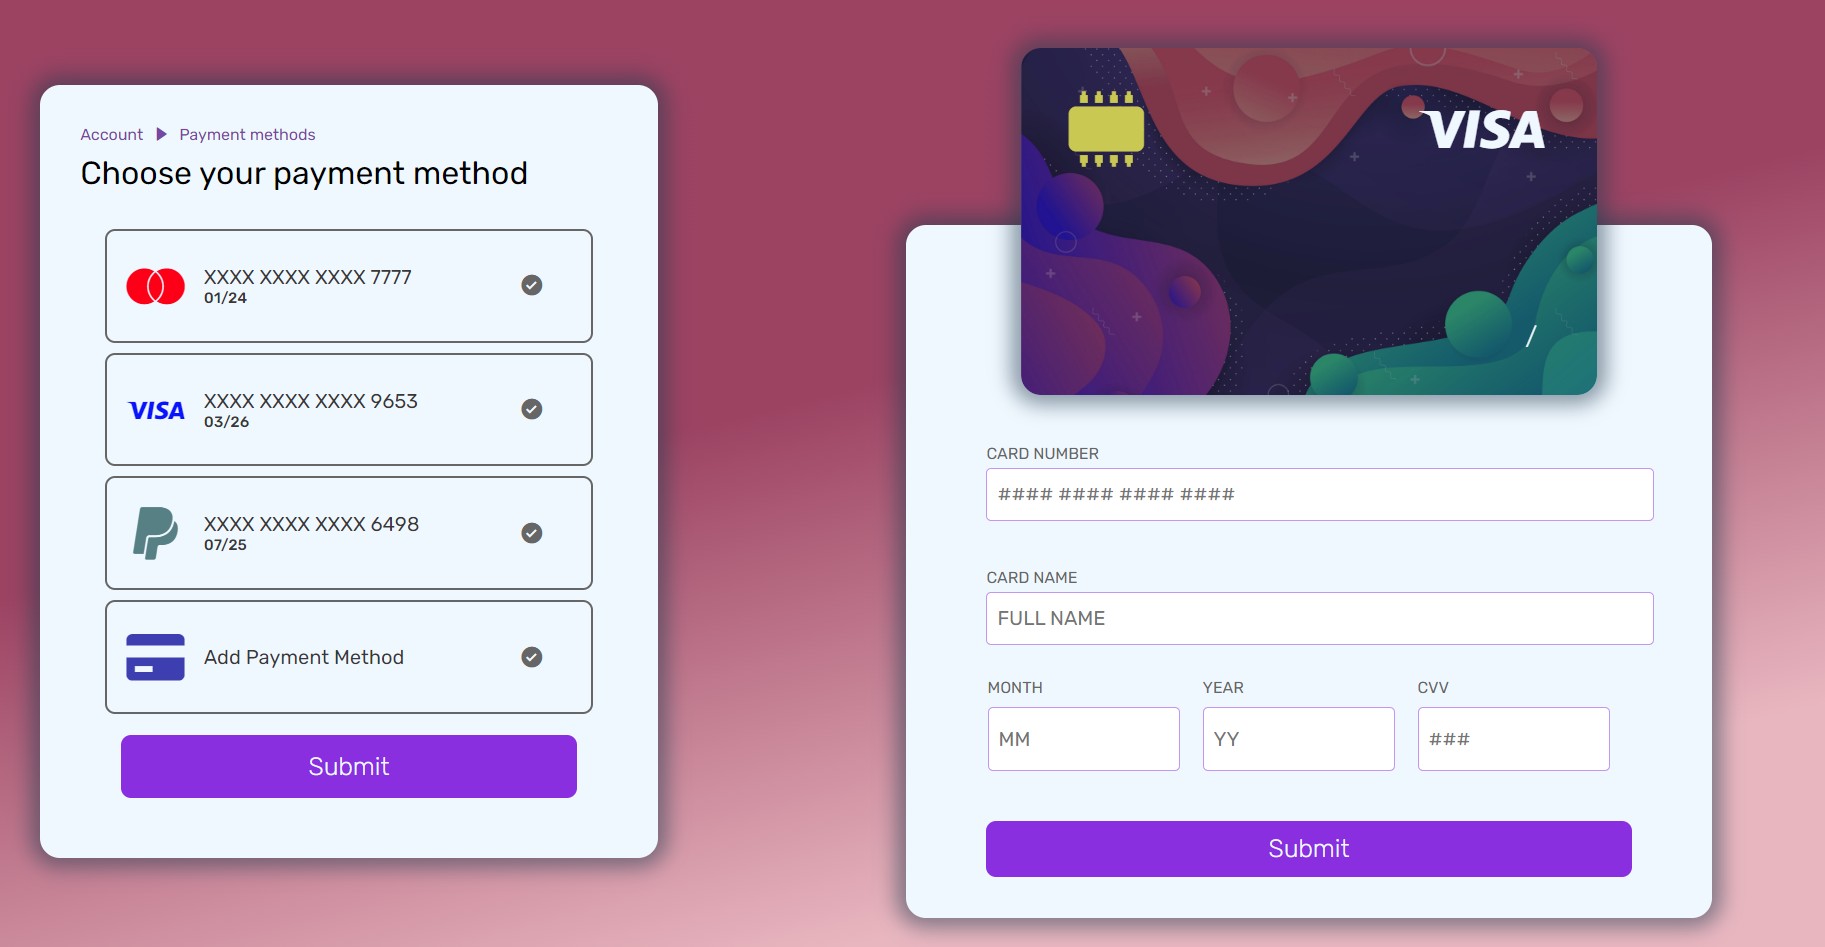 Account Payment methods
Choose your payment method
XXXX XXXX XXXX 7777
01/24
VISA
XXXX XXXX XXXX 9653
03/26
XXXX XXXX XXXX 6498
07/25
Add Payment Method
Submit
VISA
/
CARD NUMBER
#### #### #### ####
CARD NAME
FULL NAME
MONTH YEAR CVV
MM YY ###
Submit